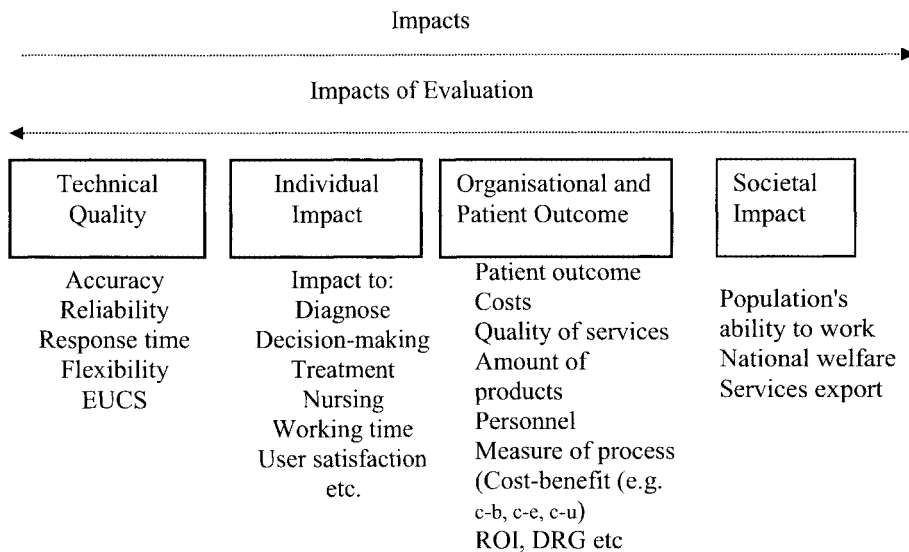 Impacts
Impacts of Evaluation
Technical
Quality
Accuracy
Reliability
Response time
Flexibility
EUCS
Individual
Impact
Impact to:
Diagnose
Decision-making
Treatment
Nursing
Working time
User satisfaction
etc.
Organisational and
Patient Outcome
Patient outcome
Costs
Quality of services
Amount of
products
Personnel
Measure of process
(Cost-benefit (e.g.
c-b, c-e, c-u)
ROI, DRG etc
Societal
Impact
Population's
ability to work
National welfare
Services export